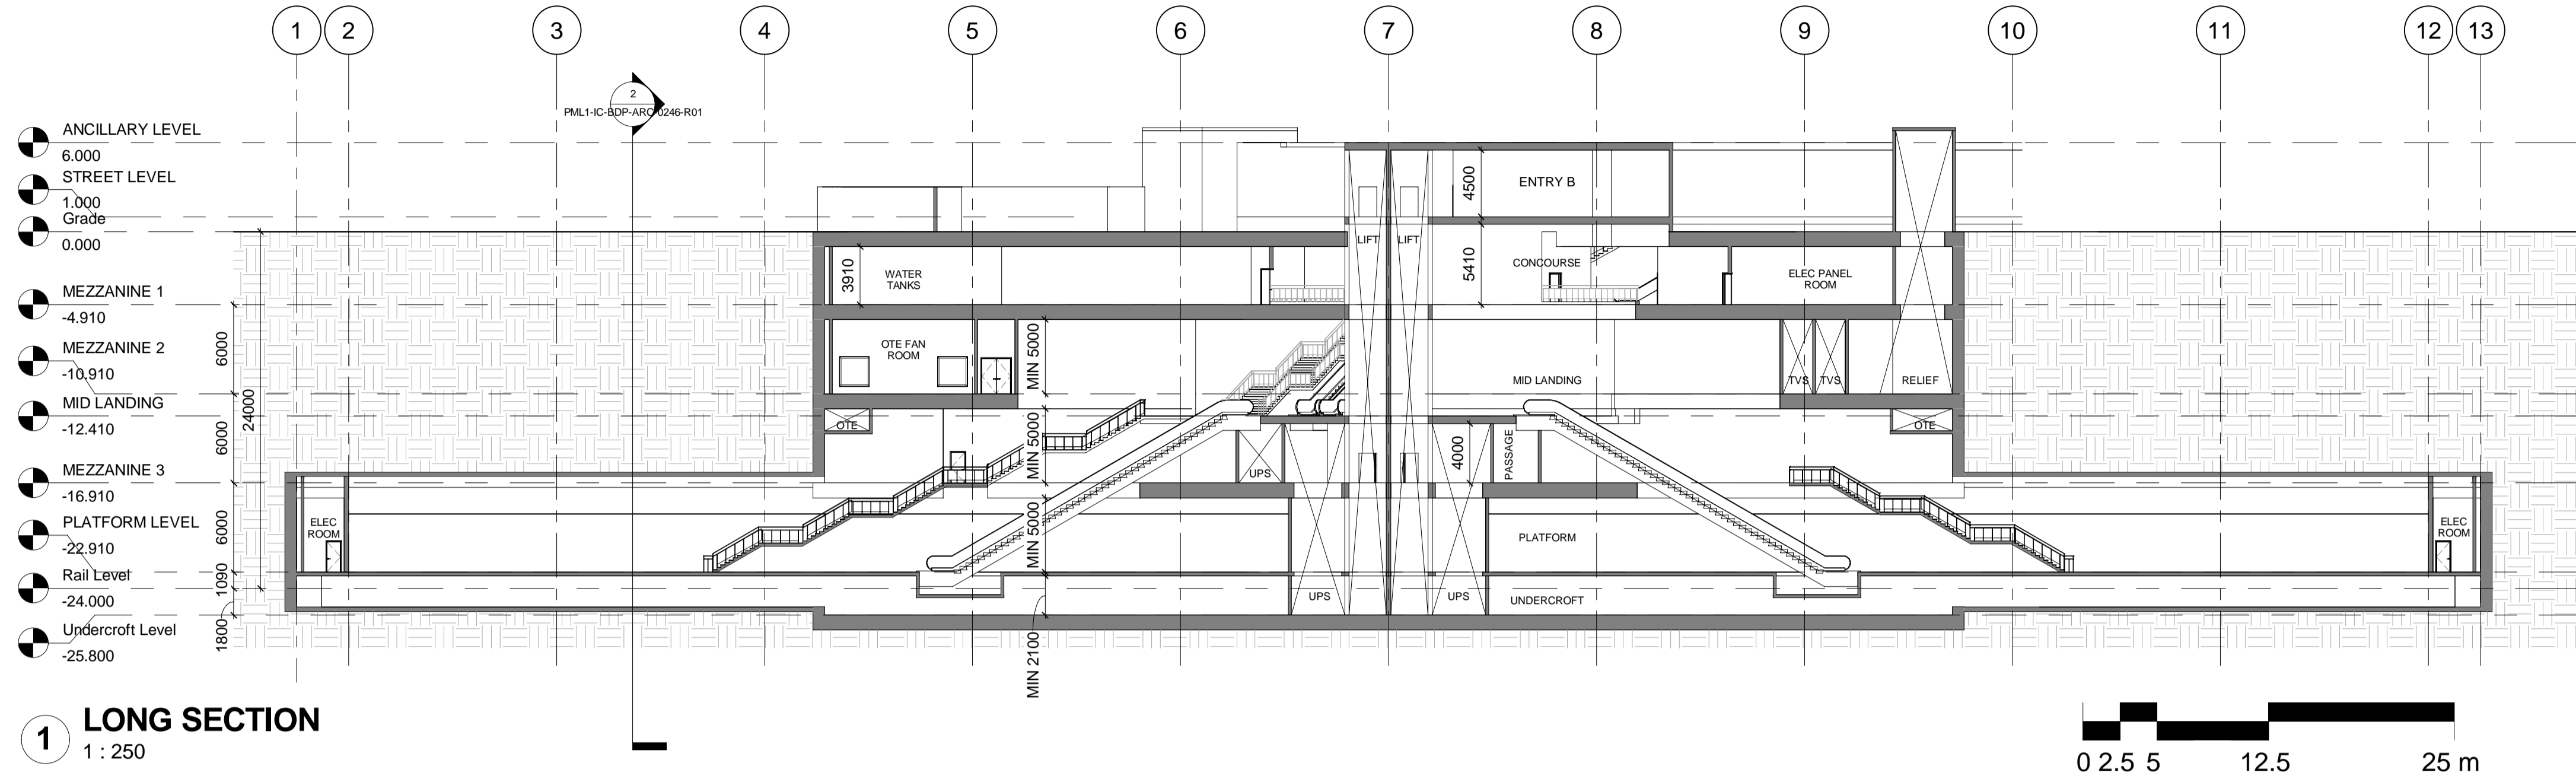 1 2 3 4 5 6 7 8 9 10 11 12 13
2
PML1-IC-BDP-ARC-0246-R01
ANCILLARY LEVEL
6.000
STREET LEVEL
1.000
Grade
0.000
MEZZANINE 1
-4.910
MEZZANINE 2
-10.910
MID LANDING
-12.410
MEZZANINE 3
-16.910
PLATFORM LEVEL
-22.910
Rail Level
-24.000
Undercroft Level
-25.800
6000
6000
6000
1090
1800
24000
4500
ENTRY B
LIFT
LIFT
3910
WATER
TANKS
5410
CONCOURSE
ELEC PANEL
ROOM
OTE FAN
ROOM
MIN 5000
MID LANDING
TVS
TVS
RELIEF
OTE
MIN 5000
UPS
4000
PASSAGE
OTE
ELEC
ROOM
MIN 5000
PLATFORM
ELEC
ROOM
UPS
UPS
UNDERCROFT
MIN 2100
1
LONG SECTION
1 : 250
0 2.5 5 12.5 25 m